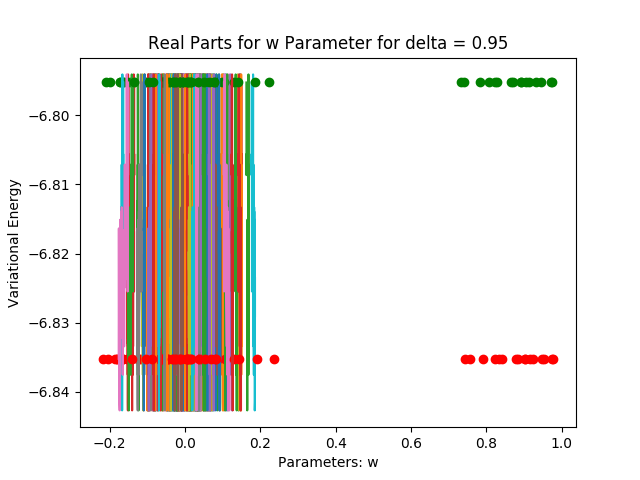 Real Parts for w Parameter for delta = 0.95
−6.80
−6.81
−6.82
−6.83
−6.84
Variational Energy
−0.2 0.0 0.2 0.4 0.6 0.8 1.0
Parameters: w